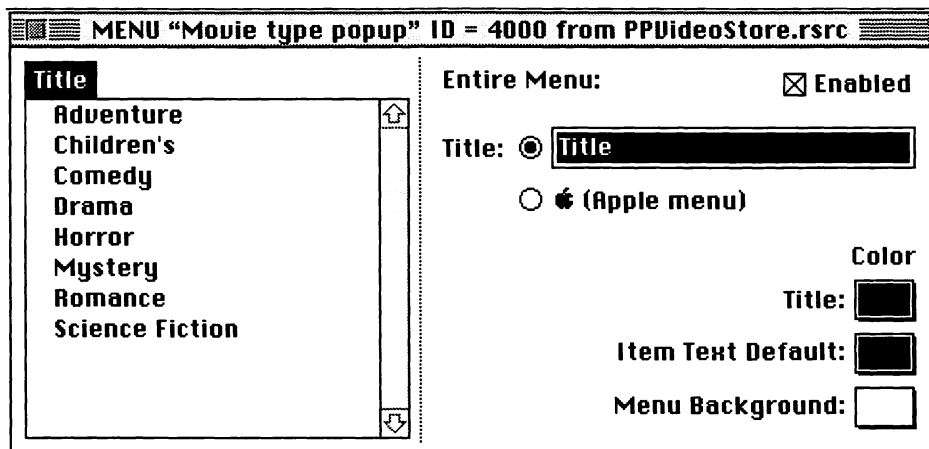 MENU “Movie type popup” ID = 4000 from PPVideoStore.rsrc
Title
Adventure
Children's
Comedy
Drama
Horror
Mystery
Romance
Science Fiction
Entire Menu:
Enabled
Title:
Title
(Apple menu)
Color
Title:
Item Text Default:
Menu Background: